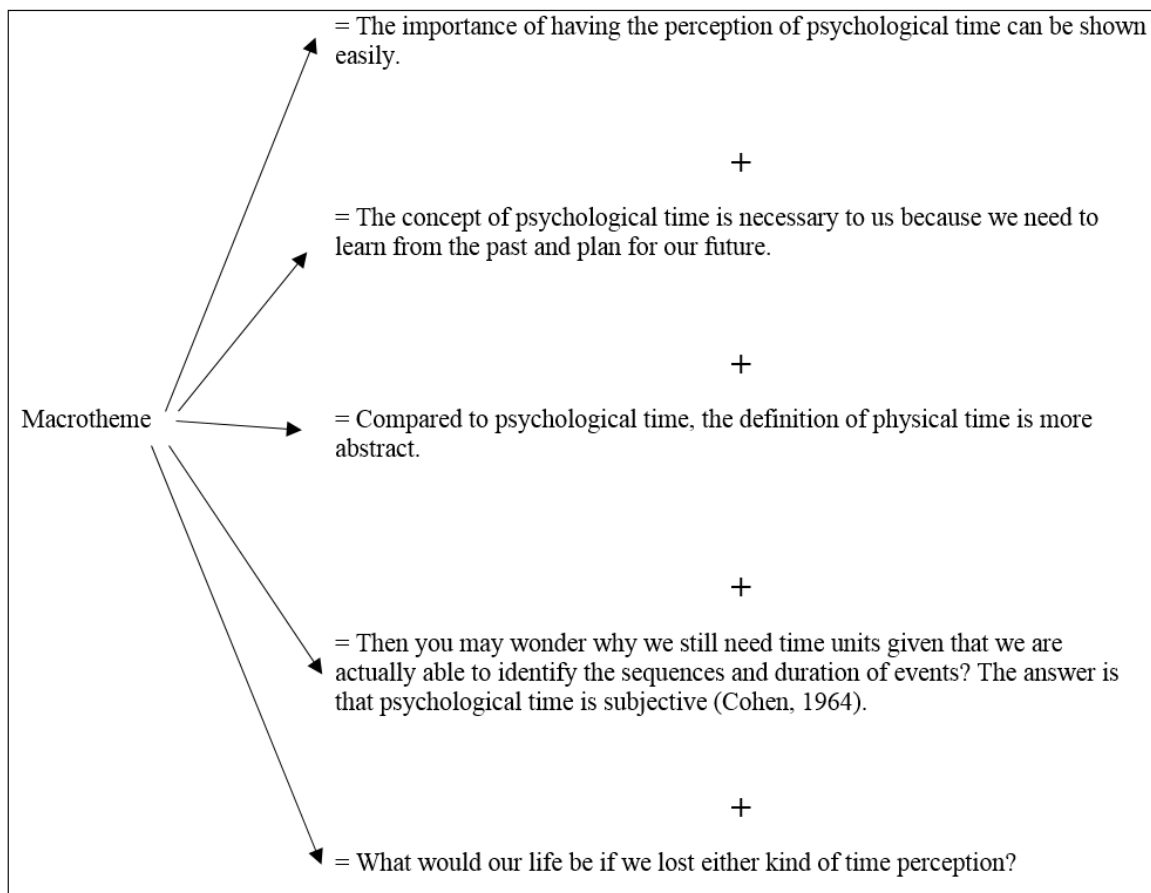 = The importance of having the perception of psychological time can be shown
easily.
+
= The concept of psychological time is necessary to us because we need to
learn from the past and plan for our future.
+
Macrotheme
= Compared to psychological time, the definition of physical time is more
abstract.
+
= Then you may wonder why we still need time units given that we are
actually able to identify the sequences and duration of events? The answer is
that psychological time is subjective (Cohen, 1964).
+
= What would our life be if we lost either kind of time perception?